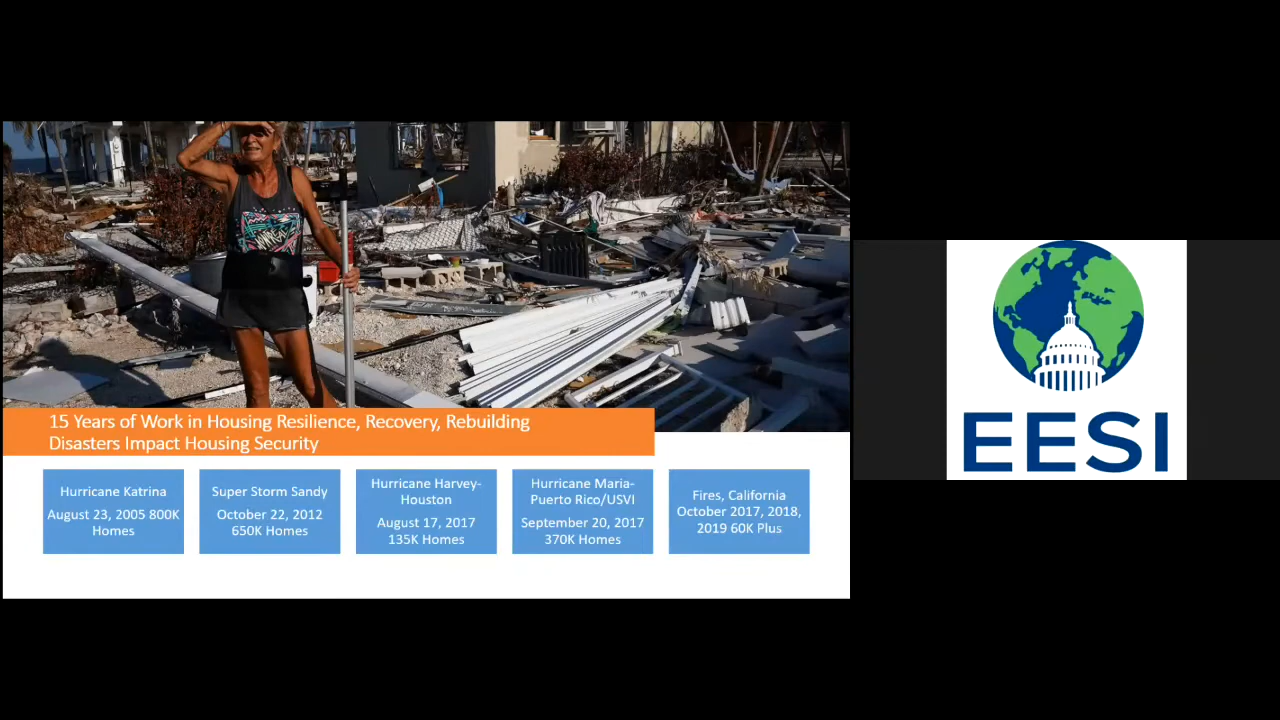 15 Years of Work in Housing Resilience, Recovery, Rebuilding
Disasters Impact Housing Security
Hurricane Katrina
August 23, 2005 800K
Homes
Super Storm Sandy
October 22, 2012
650K Homes
Hurricane Harvey-
Houston
August 17, 2017
135K Homes
Hurricane Maria-
Puerto Rico/USVI
September 20, 2017
370K Homes
Fires, California
October 2017, 2018,
2019 60K Plus
EESI